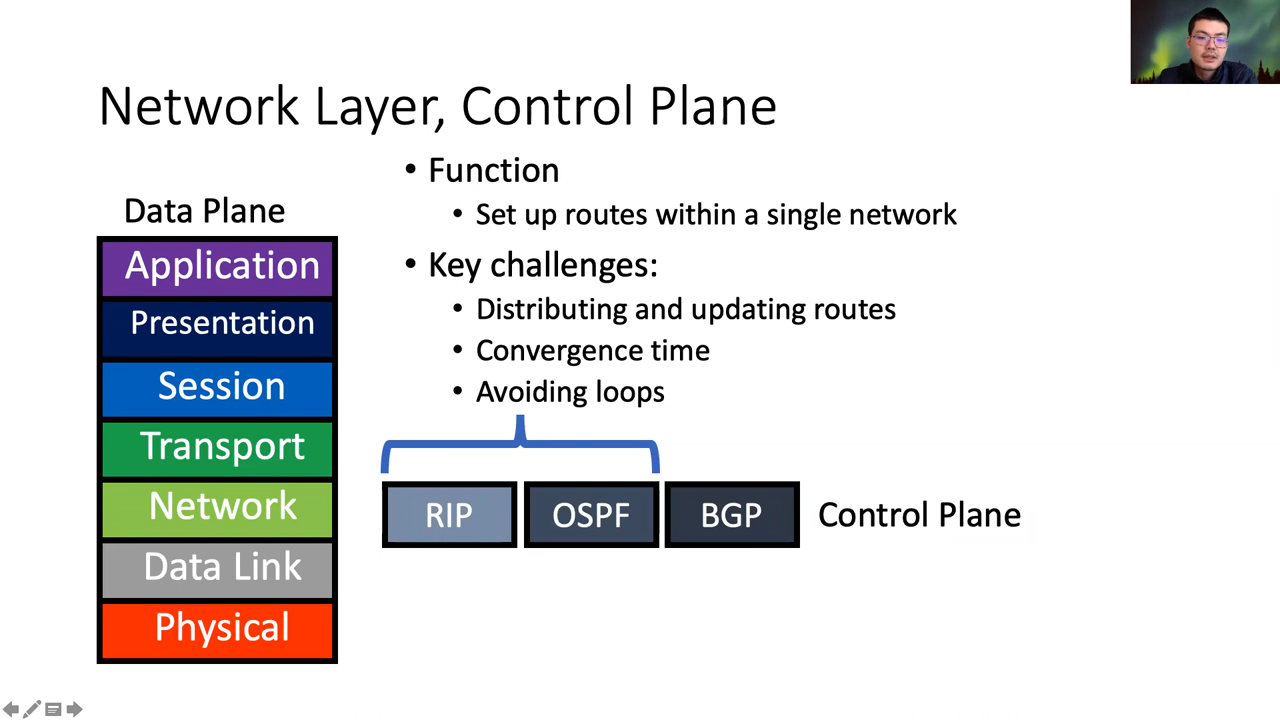 Network Layer, Control Plane
• Function
• Set up routes within a single network
• Key challenges:
• Distributing and updating routes
• Convergence time
• Avoiding loops
Data Plane
Application
Presentation
Session
Transport
Network
Data Link
Physical
RIP
OSPF
BGP
Control Plane